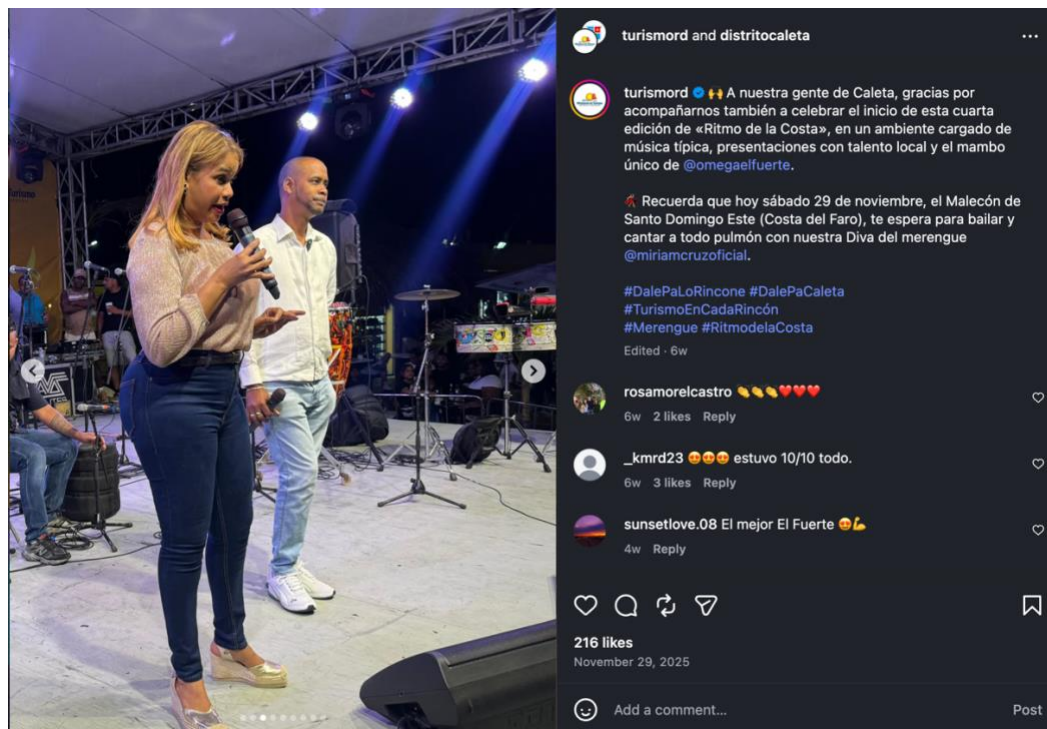 turismord and distritocaleta
turismord A nuestra gente de Caleta, gracias por
acompañarnos también a celebrar el inicio de esta cuarta
edición de «Ritmo de la Costa», en un ambiente cargado de
música típica, presentaciones con talento local y el mambo
único de @omegaelfuerte.
Recuerda que hoy sábado 29 de noviembre, el Malecón de
Santo Domingo Este (Costa del Faro), te espera para bailar y
cantar a todo pulmón con nuestra Diva del merengue
@miriamcruzoficial.
#DalePaLoRincone #DalePaCaleta
#TurismoEnCadaRincón
#Merengue #RitmodelaCosta
Edited · 6w
rosamorelcastro 👏👏👏❤️❤️❤️
6w 2 likes Reply
_kmrd23 😍😍😍 estuvo 10/10 todo.
6w 3 likes Reply
sunsetlove.08 El mejor El Fuerte 😍💪
4w Reply
216 likes
November 29, 2025
Add a comment...
Post